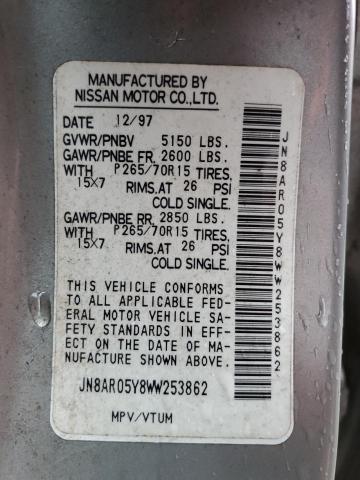 MANUFACTURED BY
NISSAN MOTOR CO.,LTD.
DATE 12/97
GVWR/PNBV 5150 LBS.
GAWR/PNBE FR. 2600 LBS.
WITH P265/70R15 TIRES.
15X7 RIMS.AT 26 PSI
COLD SINGLE.
GAWR/PNBE RR. 2850 LBS.
WITH P265/70R15 TIRES.
15X7 RIMS.AT 26 PSI
COLD SINGLE.
THIS VEHICLE CONFORMS
TO ALL APPLICABLE FED-
ERAL MOTOR VEHICLE SA-
FETY STANDARDS IN EFF-
ECT ON THE DATE OF MA-
NUFACTURE SHOWN ABOVE.
JN8AR05Y8WW253862
MPV/VTUM
JN8AR05Y8WW253862